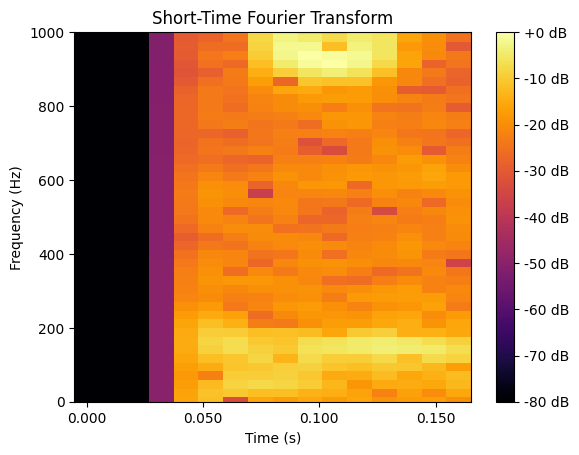 Short-Time Fourier Transform
1000
800
600
400
200
0
Frequency (Hz)
0.000
0.050
0.100
0.150
Time (s)
+0 dB
-10 dB
-20 dB
-30 dB
-40 dB
-50 dB
-60 dB
-70 dB
-80 dB